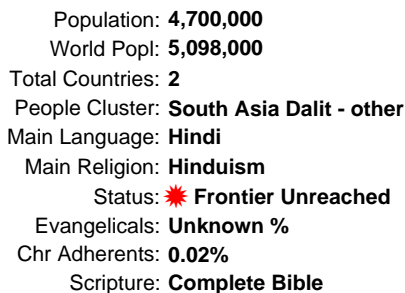 Population: 4,700,000
World Popl: 5,098,000
Total Countries: 2
People Cluster: South Asia Dalit - other
Main Language: Hindi
Main Religion: Hinduism
Status: Frontier Unreached
Evangelicals: Unknown %
Chr Adherents: 0.02%
Scripture: Complete Bible